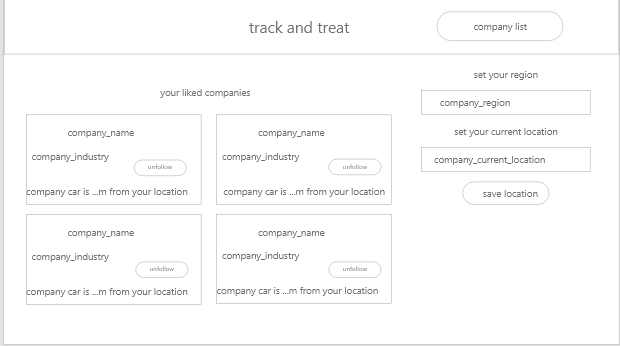 track and treat
company list
set your region
your liked companies
company_region
company_name
company_name
set your current location
company_industry
company_industry
unfollow
unfollow
company_current_location
company car is ...m from your location
company car is ...m from your location
save location
company_name
company_name
company_industry
company_industry
unfollow
unfollow
company car is ...m from your location
company car is ...m from your location